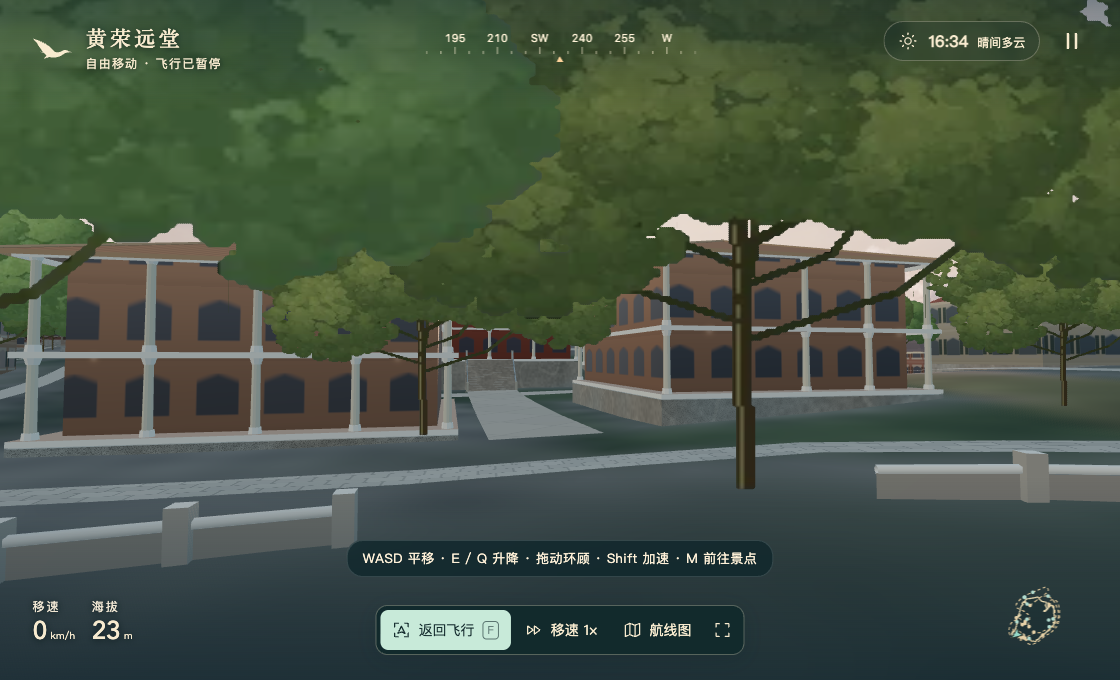 黄荣远堂
自由移动 · 飞行已暂停
195 210 SW 240 255 W
16:34 晴间多云
WASD 平移 · E / Q 升降 · 拖动环顾 · Shift 加速 · M 前往景点
移速 海拔
0 km/h 23 m
返回飞行 F 移速 1x 航线图